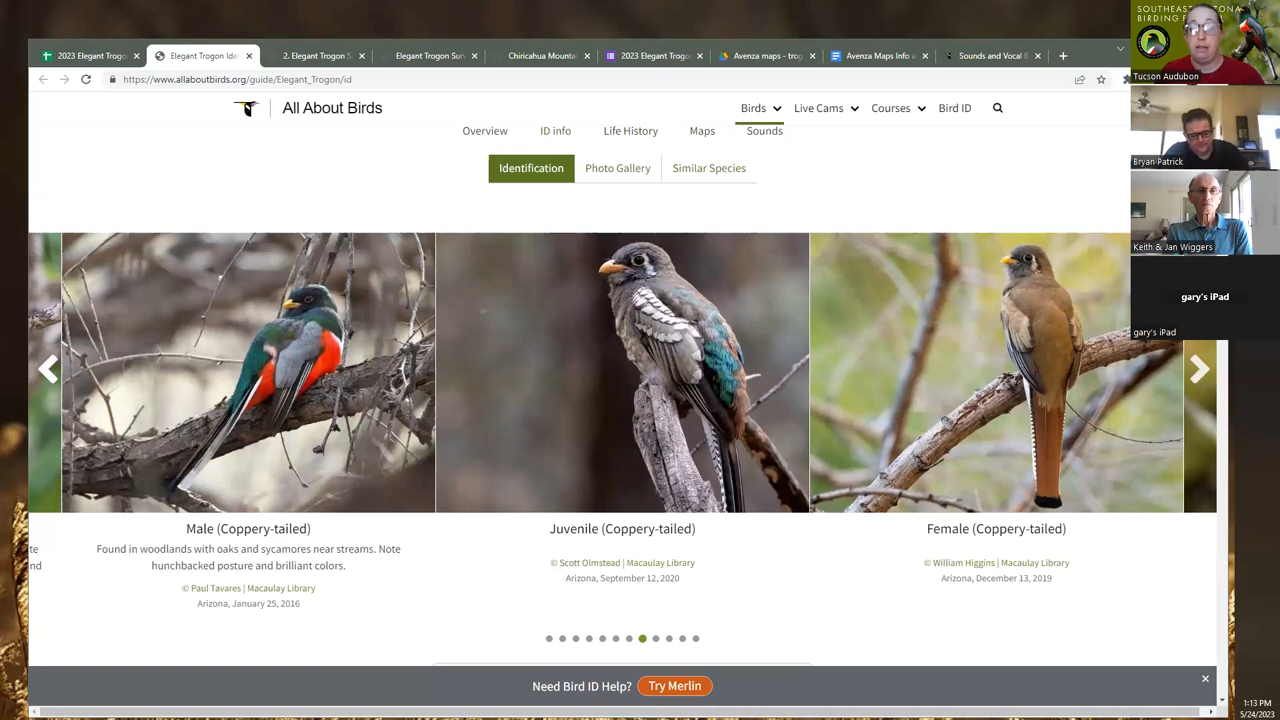 2023 Elegant Trogo
Elegant Trogon Ide
2. Elegant Trogon S
Elegant Trogon Sur
Chiricahua Mounta
2023 Elegant Trogo
Avenza maps - trog
Avenza Maps Info
Sounds and Vocal B
https://www.allaboutbirds.org/guide/Elegant_Trogon/id
All About Birds
Birds
Live Cams
Courses
Bird ID
Overview
ID info
Life History
Maps
Sounds
Identification
Photo Gallery
Similar Species
Male (Coppery-tailed)
Found in woodlands with oaks and sycamores near streams. Note
hunchbacked posture and brilliant colors.
© Paul Tavares | Macaulay Library
Arizona, January 25, 2016
Juvenile (Coppery-tailed)
© Scott Olmstead | Macaulay Library
Arizona, September 12, 2020
Female (Coppery-tailed)
© William Higgins | Macaulay Library
Arizona, December 13, 2019
te
nd
Need Bird ID Help?
Try Merlin
Tucson Audubon
Bryan Patrick
Keith & Jan Wiggers
gary's iPad
gary's iPad
1:13 PM
5/24/2023